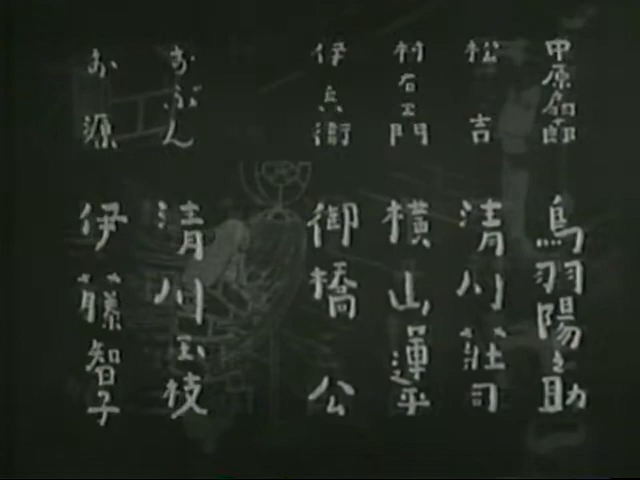 松吉
清川荘司
鳥羽陽之助
村右エ門
横山運平
伊兵衛
御橋公
おぶん
清川玉枝
お源
伊藤智子